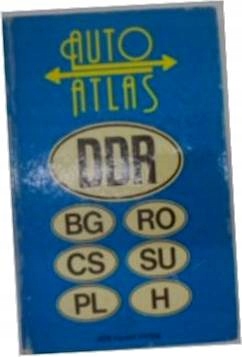 AUTO
ATLAS
DDR
BG RO
CS SU
PL H